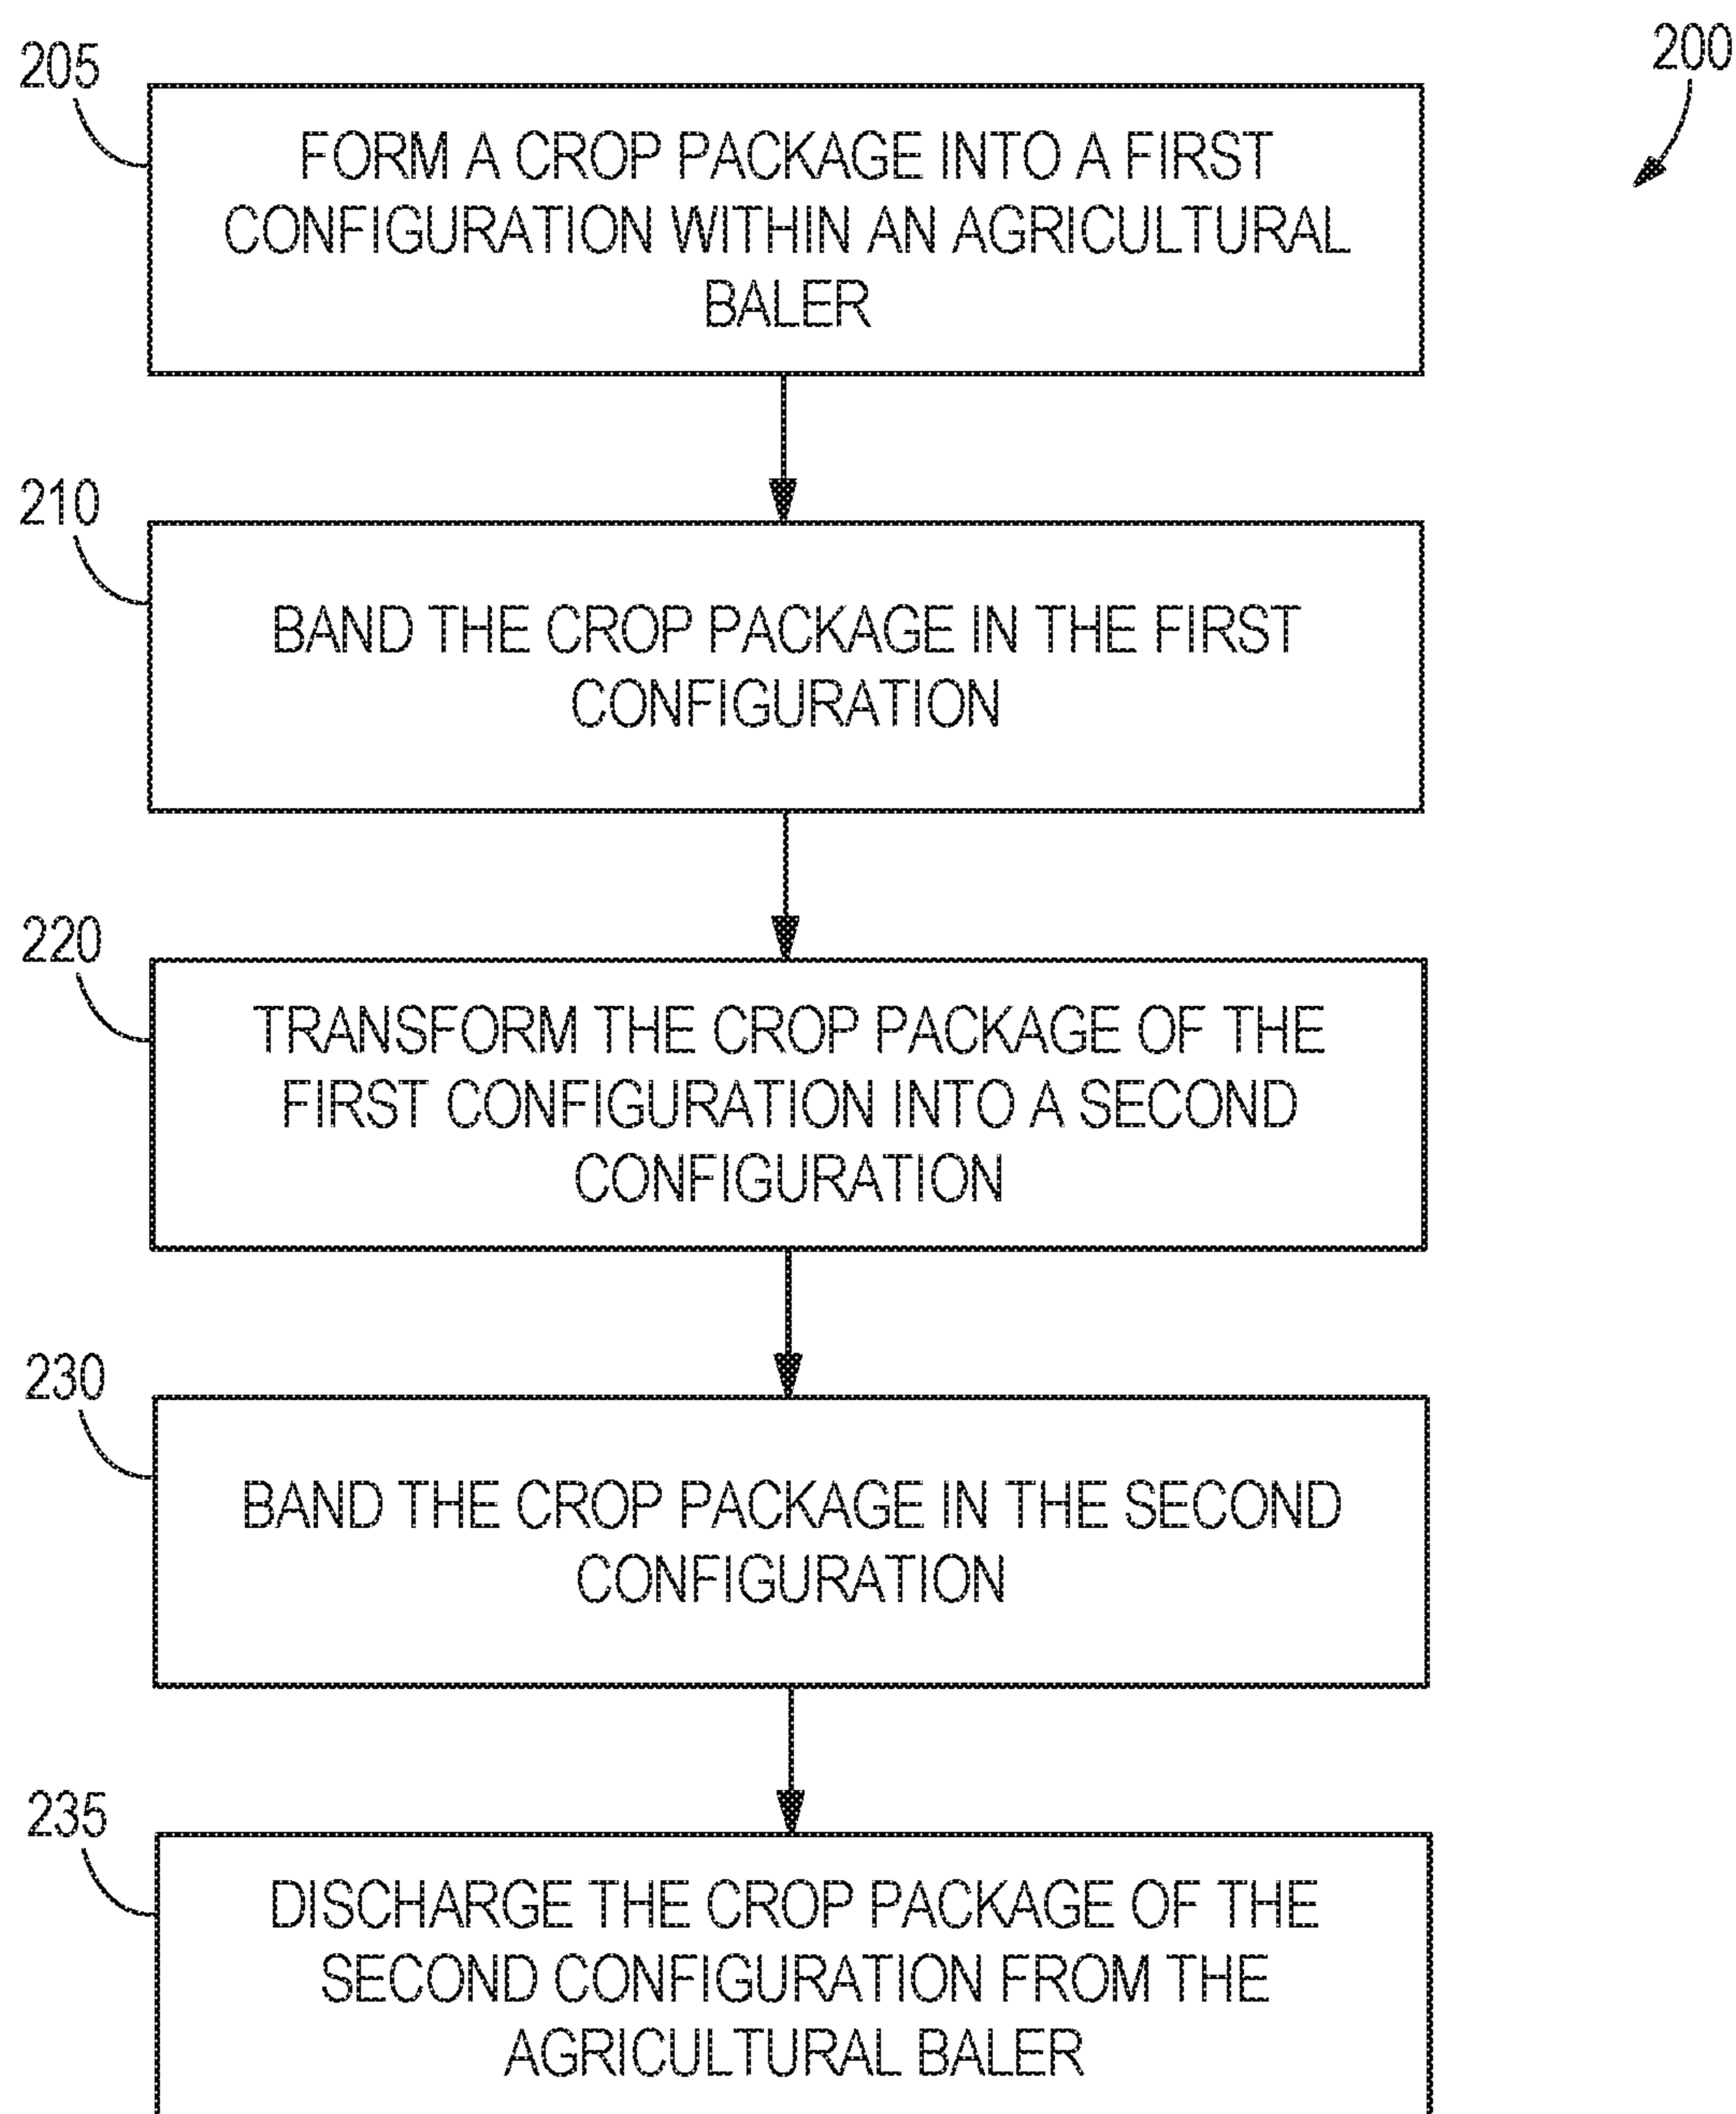 200
205
FORM A CROP PACKAGE INTO A FIRST
CONFIGURATION WITHIN AN AGRICULTURAL
BALER
210
BAND THE CROP PACKAGE IN THE FIRST
CONFIGURATION
220
TRANSFORM THE CROP PACKAGE OF THE
FIRST CONFIGURATION INTO A SECOND
CONFIGURATION
230
BAND THE CROP PACKAGE IN THE SECOND
CONFIGURATION
235
DISCHARGE THE CROP PACKAGE OF THE
SECOND CONFIGURATION FROM THE
AGRICULTURAL BALER